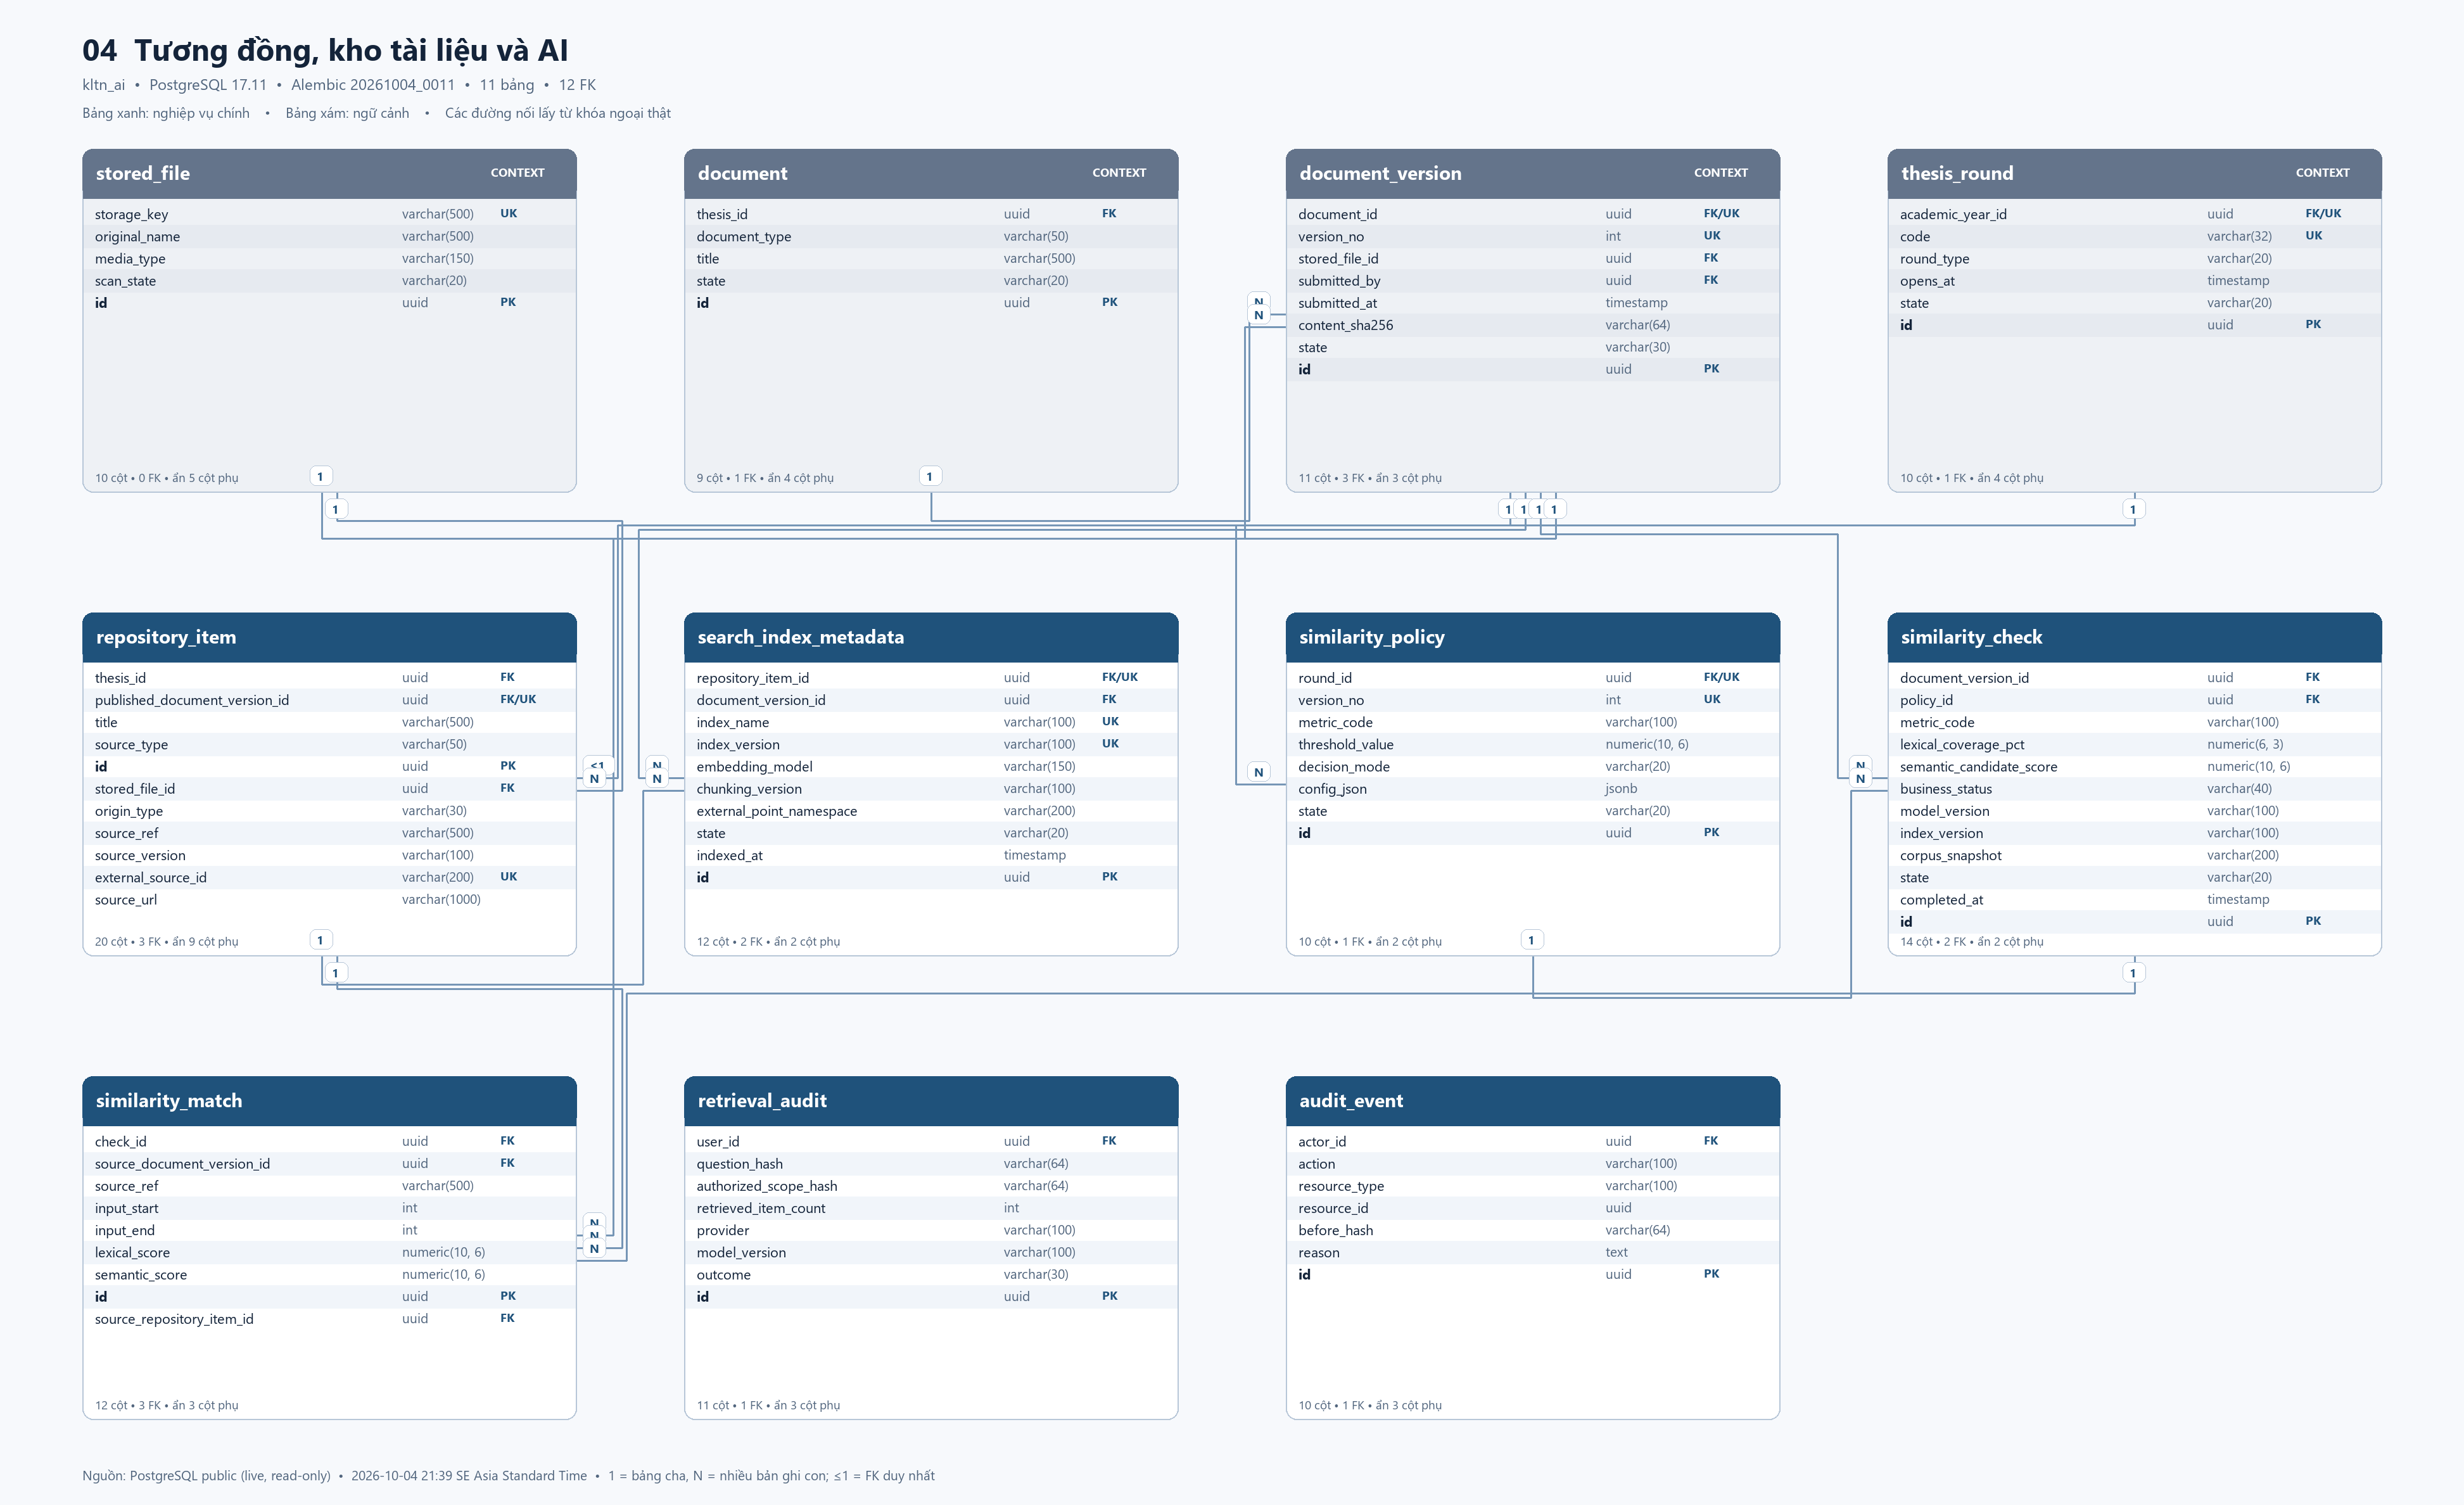 04 Tương đồng, kho tài liệu và AI
kltn_ai • PostgreSQL 17.11 • Alembic 20261004_0011 • 11 bảng • 12 FK
Bảng xanh: nghiệp vụ chính • Bảng xám: ngữ cảnh • Các đường nối lấy từ khóa ngoại thật
stored_file CONTEXT
storage_key varchar(500) UK
original_name varchar(500)
media_type varchar(150)
scan_state varchar(20)
id uuid PK
10 cột • 0 FK • ẩn 5 cột phụ
1
1
document CONTEXT
thesis_id uuid FK
document_type varchar(50)
title varchar(500)
state varchar(20)
id uuid PK
9 cột • 1 FK • ẩn 4 cột phụ
1
document_version CONTEXT
document_id uuid FK/UK
version_no int UK
stored_file_id uuid FK
submitted_by uuid FK
submitted_at timestamp
content_sha256 varchar(64)
state varchar(30)
id uuid PK
N
N
11 cột • 3 FK • ẩn 3 cột phụ
1 1 1 1
thesis_round CONTEXT
academic_year_id uuid FK/UK
code varchar(32) UK
round_type varchar(20)
opens_at timestamp
state varchar(20)
id uuid PK
10 cột • 1 FK • ẩn 4 cột phụ
1
repository_item
thesis_id uuid FK
published_document_version_id uuid FK/UK
title varchar(500)
source_type varchar(50)
id uuid PK
stored_file_id uuid FK
origin_type varchar(30)
source_ref varchar(500)
source_version varchar(100)
external_source_id varchar(200) UK
source_url varchar(1000)
≤1
N
20 cột • 3 FK • ẩn 9 cột phụ
1
1
search_index_metadata
repository_item_id uuid FK/UK
document_version_id uuid FK
index_name varchar(100) UK
index_version varchar(100) UK
embedding_model varchar(150)
chunking_version varchar(100)
external_point_namespace varchar(200)
state varchar(20)
indexed_at timestamp
id uuid PK
N
N
12 cột • 2 FK • ẩn 2 cột phụ
similarity_policy
round_id uuid FK/UK
version_no int UK
metric_code varchar(100)
threshold_value numeric(10, 6)
decision_mode varchar(20)
config_json jsonb
state varchar(20)
id uuid PK
N
10 cột • 1 FK • ẩn 2 cột phụ
1
similarity_check
document_version_id uuid FK
policy_id uuid FK
metric_code varchar(100)
lexical_coverage_pct numeric(6, 3)
semantic_candidate_score numeric(10, 6)
business_status varchar(40)
model_version varchar(100)
index_version varchar(100)
corpus_snapshot varchar(200)
state varchar(20)
completed_at timestamp
id uuid PK
N
N
14 cột • 2 FK • ẩn 2 cột phụ
1
similarity_match
check_id uuid FK
source_document_version_id uuid FK
source_ref varchar(500)
input_start int
input_end int
lexical_score numeric(10, 6)
semantic_score numeric(10, 6)
id uuid PK
source_repository_item_id uuid FK
N
N
N
12 cột • 3 FK • ẩn 3 cột phụ
retrieval_audit
user_id uuid FK
question_hash varchar(64)
authorized_scope_hash varchar(64)
retrieved_item_count int
provider varchar(100)
model_version varchar(100)
outcome varchar(30)
id uuid PK
11 cột • 1 FK • ẩn 3 cột phụ
audit_event
actor_id uuid FK
action varchar(100)
resource_type varchar(100)
resource_id uuid
before_hash varchar(64)
reason text
id uuid PK
10 cột • 1 FK • ẩn 3 cột phụ
Nguồn: PostgreSQL public (live, read-only) • 2026-10-04 21:39 SE Asia Standard Time • 1 = bảng cha, N = nhiều bản ghi con; ≤1 = FK duy nhất